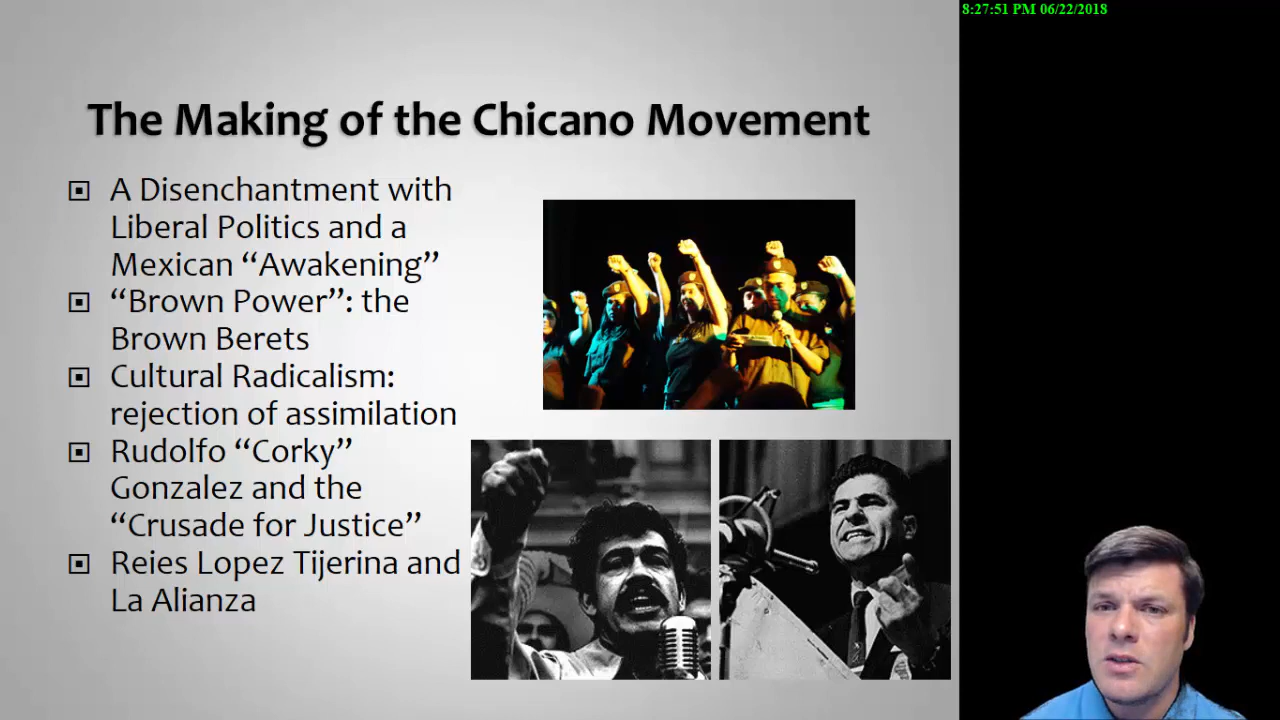 8:27:51 PM 06/22/2018
The Making of the Chicano Movement
A Disenchantment with
Liberal Politics and a
Mexican “Awakening”
“Brown Power”: the
Brown Berets
Cultural Radicalism:
rejection of assimilation
Rudolfo “Corky”
Gonzalez and the
“Crusade for Justice”
Reies Lopez Tijerina and
La Alianza